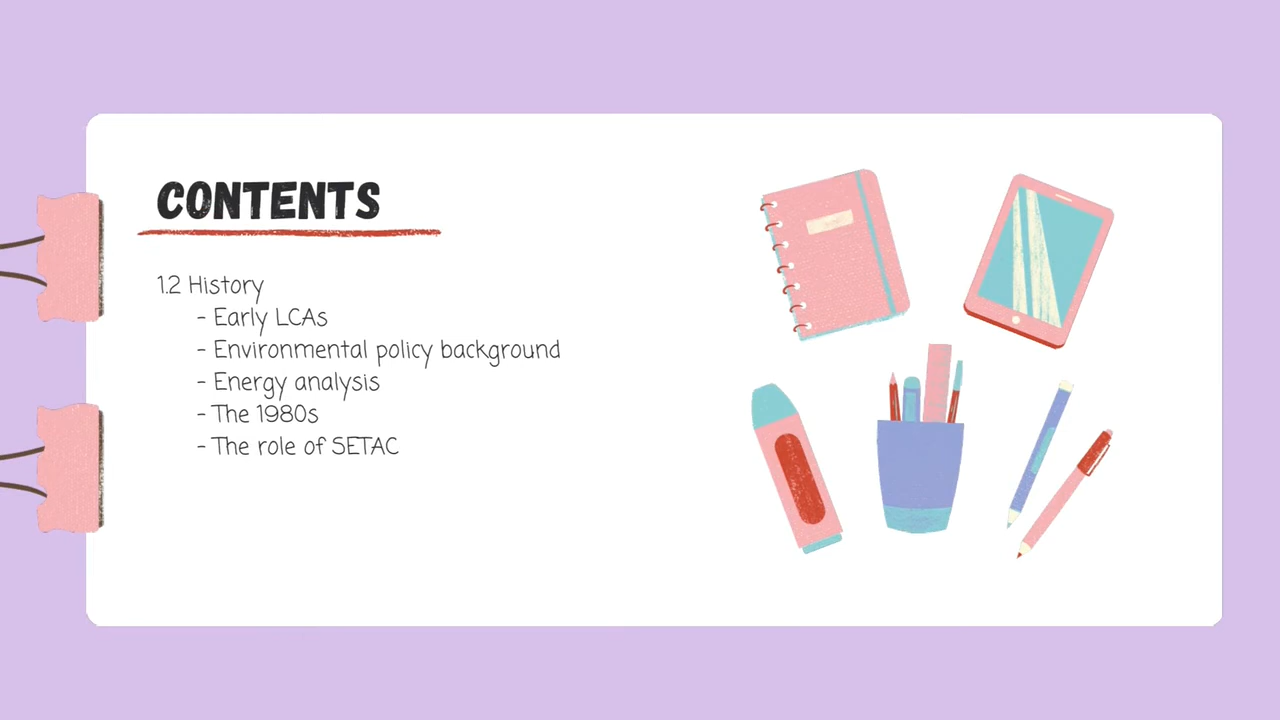 CONTENTS
1.2 History
- Early LCAs
- Environmental policy background
- Energy analysis
- The 1980s
- The role of SETAC